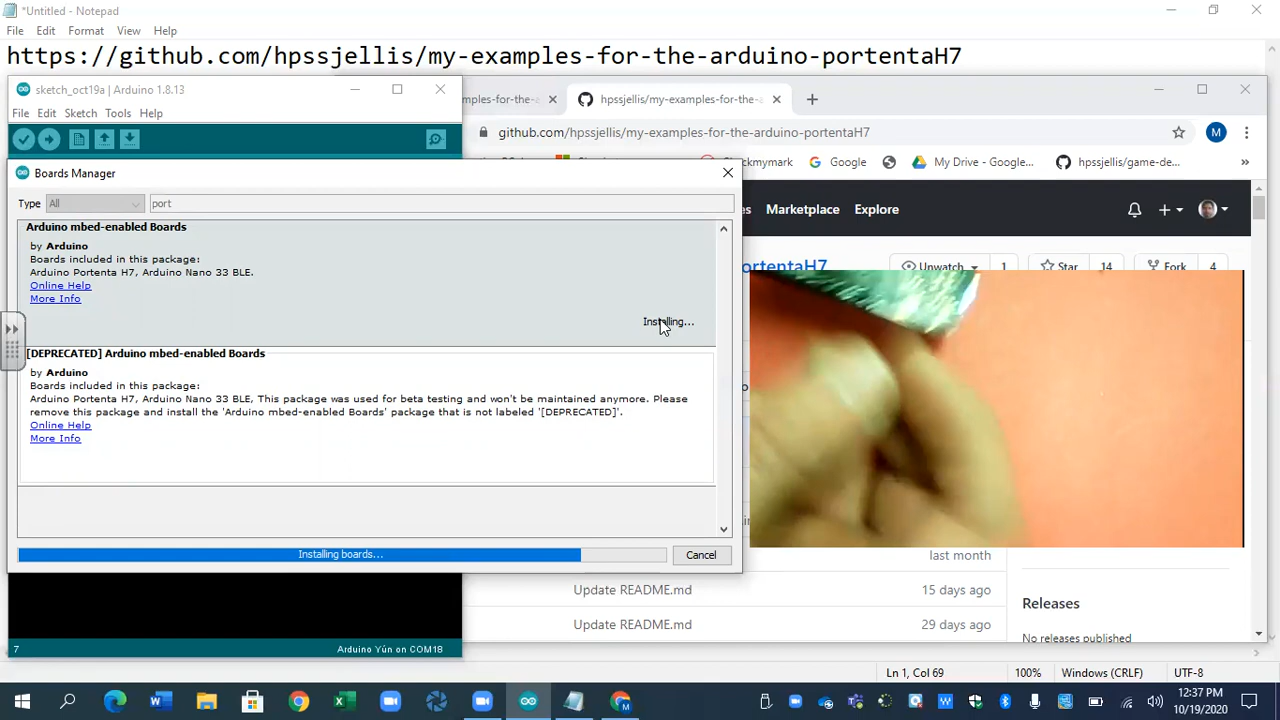 *Untitled - Notepad
File Edit Format View Help
https://github.com/hpssjellis/my-examples-for-the-arduino-portentaH7
sketch_oct19a | Arduino 1.8.13
File Edit Sketch Tools Help
mples-for-the-a
hpssjellis/my-examples-for-the-a
github.com/hpssjellis/my-examples-for-the-arduino-portentaH7
M
Checkmymark
Google
My Drive - Google...
hpssjellis/game-de...
»
Marketplace Explore
ortentaH7
Unwatch 1
Star 14
Fork 4
Boards Manager
Type All port
Arduino mbed-enabled Boards
by Arduino
Boards included in this package:
Arduino Portenta H7, Arduino Nano 33 BLE.
Online Help
More Info
Installing...
[DEPRECATED] Arduino mbed-enabled Boards
by Arduino
Boards included in this package:
Arduino Portenta H7, Arduino Nano 33 BLE, This package was used for beta testing and won't be maintained anymore. Please
remove this package and install the 'Arduino mbed-enabled Boards' package that is not labeled '[DEPRECATED]'.
Online Help
More Info
Installing boards...
Cancel
last month
Update README.md 15 days ago
Update README.md 29 days ago
Releases
No releases published
7 Arduino Yún on COM18
Ln 1, Col 69 100% Windows (CRLF) UTF-8
12:37 PM
10/19/2020